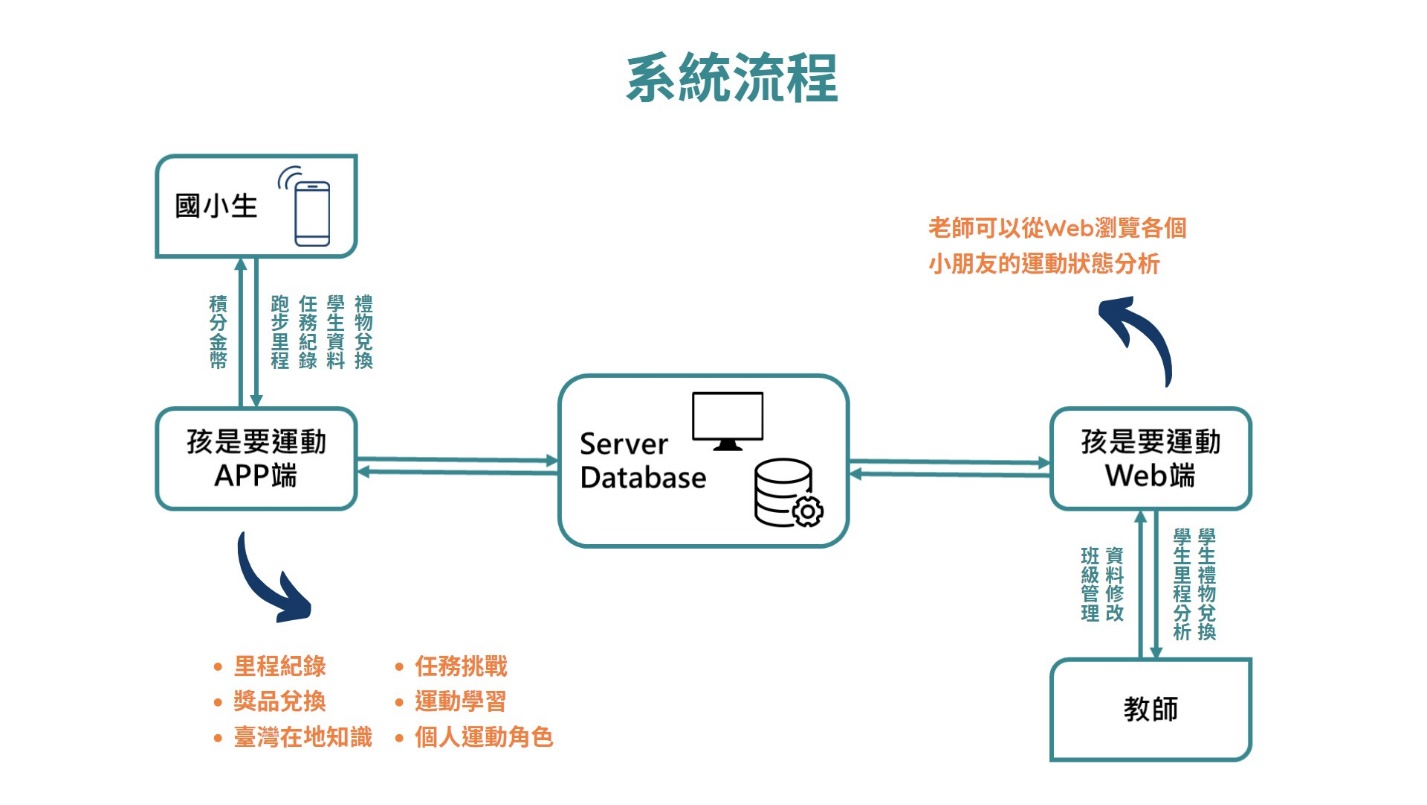 系統流程
國小生
積分金幣
跑步里程
任務紀錄
學生資料
禮物兌換
孩是要運動
APP端
Server
Database
老師可以從Web瀏覽各個
小朋友的運動狀態分析
孩是要運動
Web端
班級管理
資料修改
學生里程分析
學生禮物兌換
教師
• 里程紀錄
• 獎品兌換
• 臺灣在地知識
• 任務挑戰
• 運動學習
• 個人運動角色